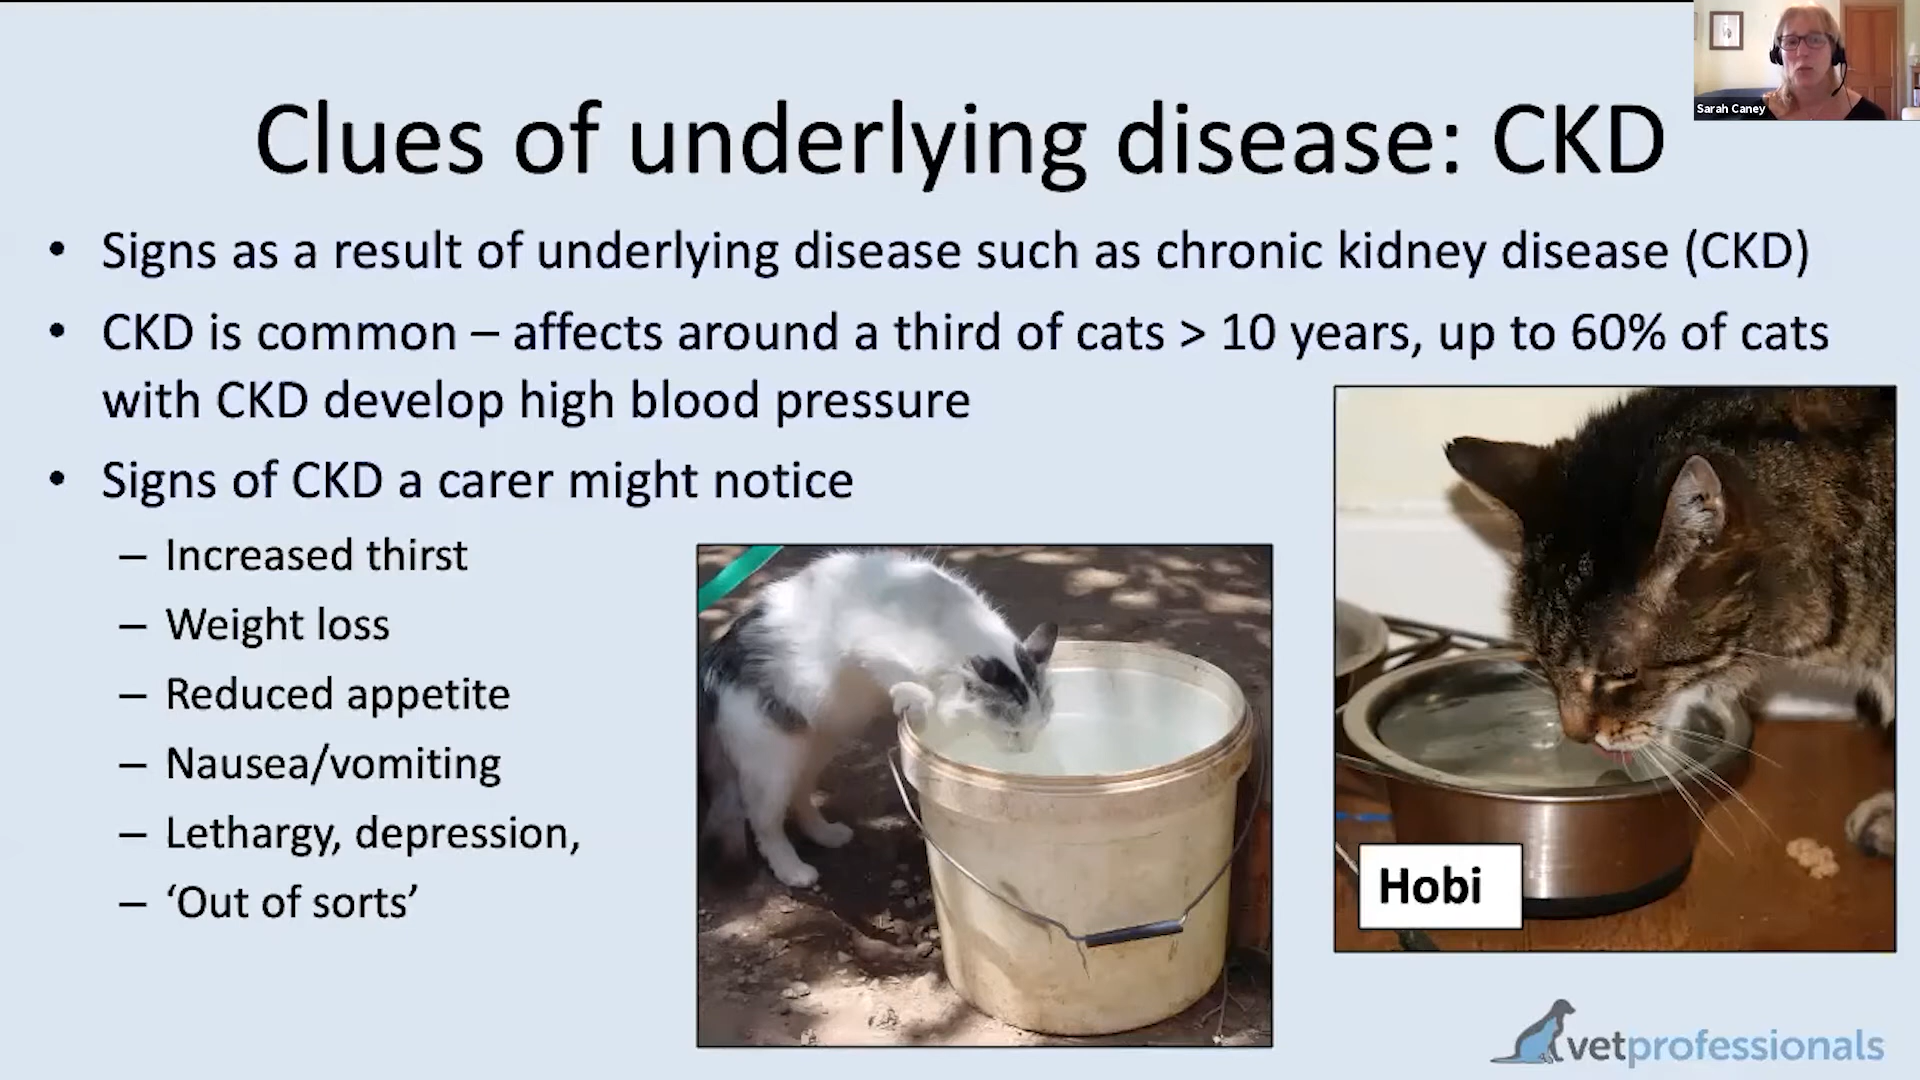 Sarah Caney
Clues of underlying disease: CKD
• Signs as a result of underlying disease such as chronic kidney disease (CKD)
• CKD is common – affects around a third of cats > 10 years, up to 60% of cats
with CKD develop high blood pressure
• Signs of CKD a carer might notice
– Increased thirst
– Weight loss
– Reduced appetite
– Nausea/vomiting
– Lethargy, depression,
– ‘Out of sorts’
Hobi
vetprofessionals